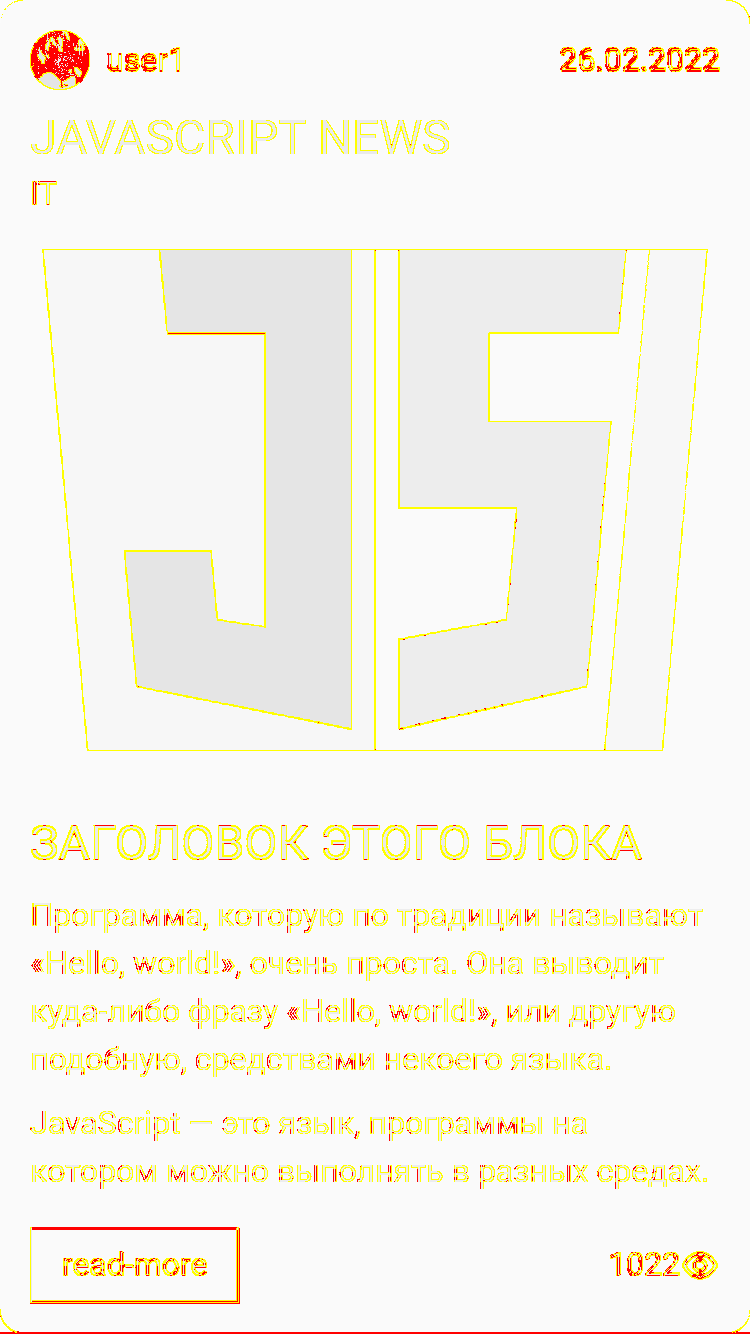 user1 26.02.2022
JAVASCRIPT NEWS
IT
JS
ЗАГОЛОВОК ЭТОГО БЛОКА
Программа, которую по традиции называют
«Hello, world!», очень проста. Она выводит
куда-либо фразу «Hello, world!», или другую
подобную, средствами некоего языка.
JavaScript — это язык, программы на
котором можно выполнять в разных средах.
read-more 1022